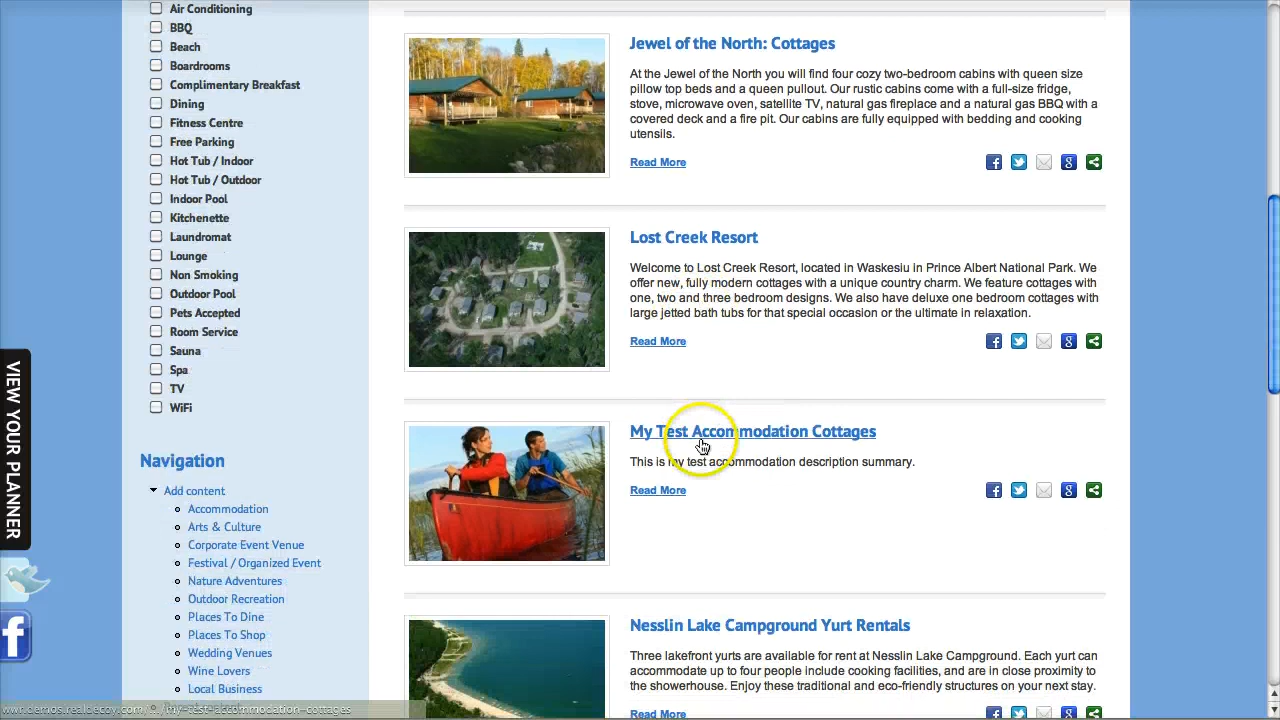 Air Conditioning
BBQ
Beach
Boardrooms
Complimentary Breakfast
Dining
Fitness Centre
Free Parking
Hot Tub / Indoor
Hot Tub / Outdoor
Indoor Pool
Kitchenette
Laundromat
Lounge
Non Smoking
Outdoor Pool
Pets Accepted
Room Service
Sauna
Spa
TV
WiFi
Navigation
Add content
Accommodation
Arts & Culture
Corporate Event Venue
Festival / Organized Event
Nature Adventures
Outdoor Recreation
Places To Dine
Places To Shop
Wedding Venues
Wine Lovers
Local Business
VIEW YOUR PLANNER
Jewel of the North: Cottages
At the Jewel of the North you will find four cozy two-bedroom cabins with queen size
pillow top beds and a queen pullout. Our rustic cabins come with a full-size fridge,
stove, microwave oven, satellite TV, natural gas fireplace and a natural gas BBQ with a
covered deck and a fire pit. Our cabins are fully equipped with bedding and cooking
utensils.
Read More
Lost Creek Resort
Welcome to Lost Creek Resort, located in Waskesiu in Prince Albert National Park. We
offer new, fully modern cottages with a unique country charm. We feature cottages with
one, two and three bedroom designs. We also have deluxe one bedroom cottages with
large jetted bath tubs for that special occasion or the ultimate in relaxation.
Read More
My Test Accommodation Cottages
This is my test accommodation description summary.
Read More
Nesslin Lake Campground Yurt Rentals
Three lakefront yurts are available for rent at Nesslin Lake Campground. Each yurt can
accommodate up to four people include cooking facilities, and are in close proximity to
the showerhouse. Enjoy these traditional and eco-friendly structures on your next stay.
Read More